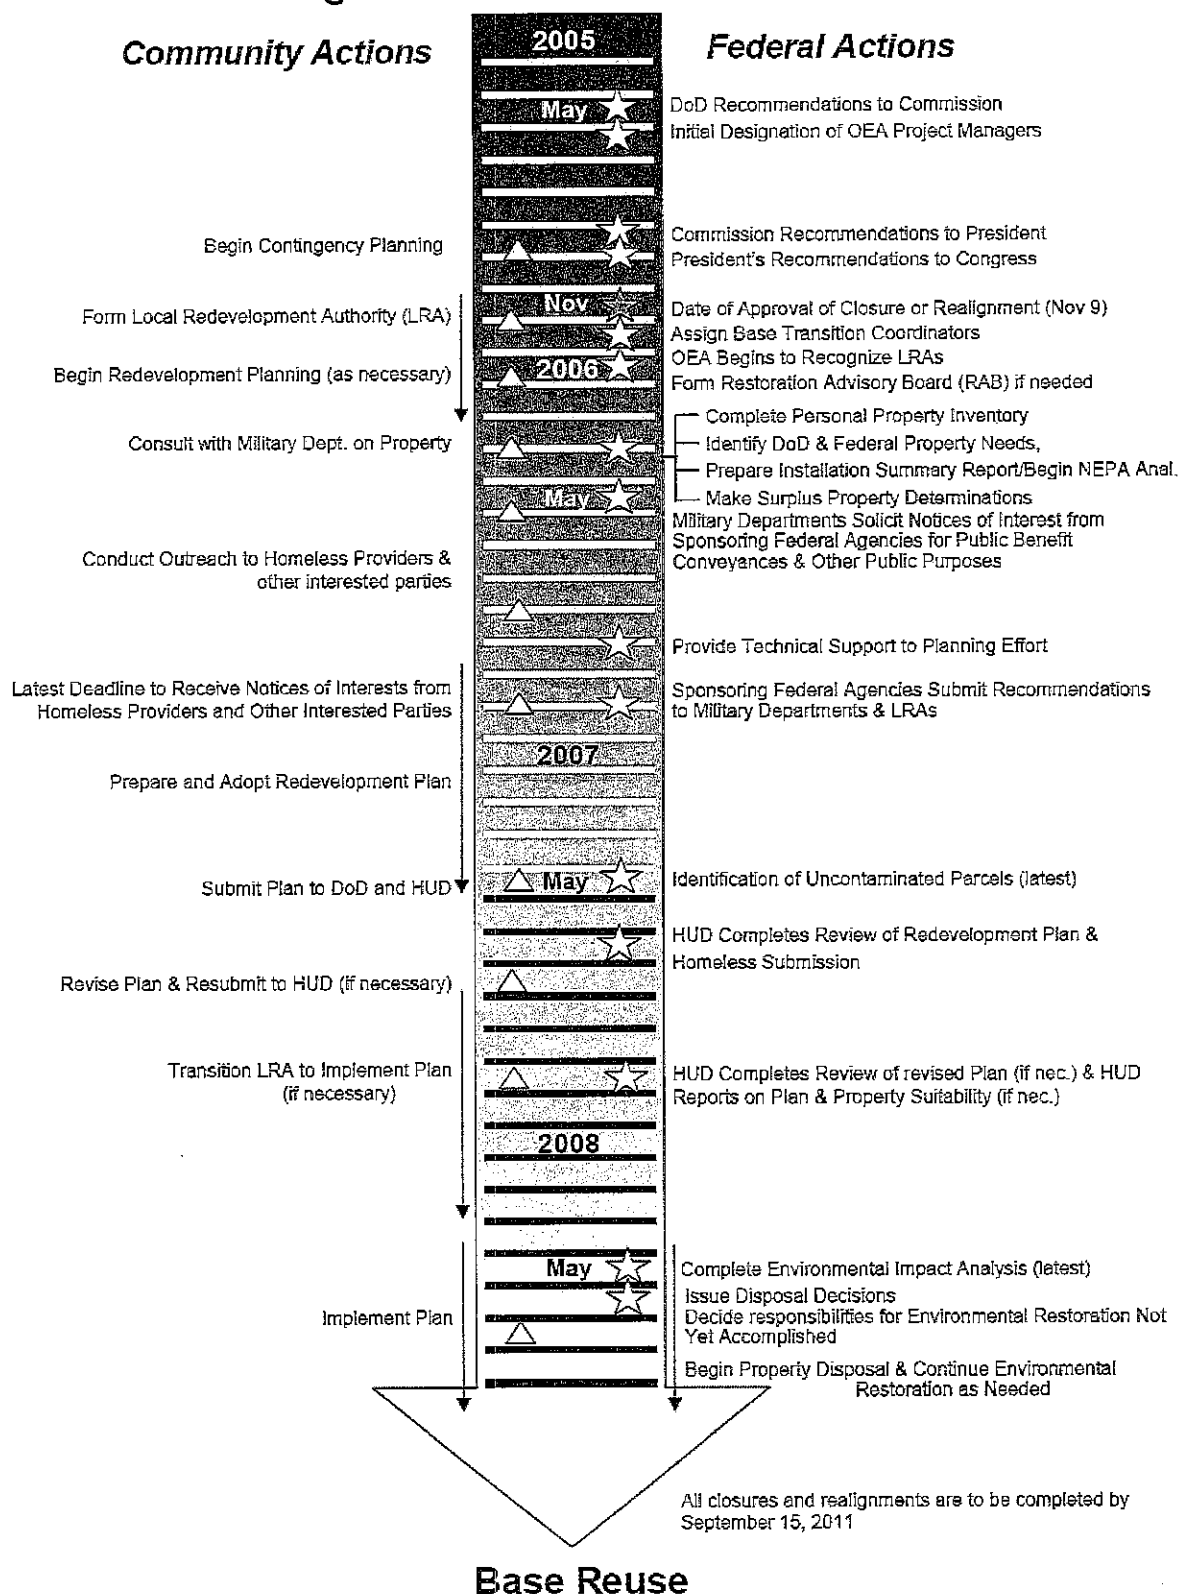 Community Actions
2005
Federal Actions
May
DoD Recommendations to Commission
Initial Designation of OEA Project Managers
Begin Contingency Planning
Commission Recommendations to President
President's Recommendations to Congress
Nov
Form Local Redevelopment Authority (LRA)
Date of Approval of Closure or Realignment (Nov 9)
Assign Base Transition Coordinators
OEA Begins to Recognize LRAs
Begin Redevelopment Planning (as necessary)
2006
Form Restoration Advisory Board (RAB) if needed
Complete Personal Property Inventory
Consult with Military Dept. on Property
Identify DoD & Federal Property Needs,
Prepare Installation Summary Report/Begin NEPA Anal.
May
Make Surplus Property Determinations
Military Departments Solicit Notices of Interest from
Sponsoring Federal Agencies for Public Benefit
Conveyances & Other Public Purposes
Conduct Outreach to Homeless Providers &
other interested parties
Provide Technical Support to Planning Effort
Latest Deadline to Receive Notices of Interests from
Homeless Providers and Other Interested Parties
Sponsoring Federal Agencies Submit Recommendations
to Military Departments & LRAs
2007
Prepare and Adopt Redevelopment Plan
Submit Plan to DoD and HUD
May
Identification of Uncontaminated Parcels (latest)
HUD Completes Review of Redevelopment Plan &
Homeless Submission
Revise Plan & Resubmit to HUD (if necessary)
Transition LRA to Implement Plan
(if necessary)
HUD Completes Review of revised Plan (if nec.) & HUD
Reports on Plan & Property Suitability (if nec.)
2008
May
Complete Environmental Impact Analysis (latest)
Issue Disposal Decisions
Implement Plan
Decide responsibilities for Environmental Restoration Not
Yet Accomplished
Begin Property Disposal & Continue Environmental
Restoration as Needed
All closures and realignments are to be completed by
September 15, 2011
Base Reuse